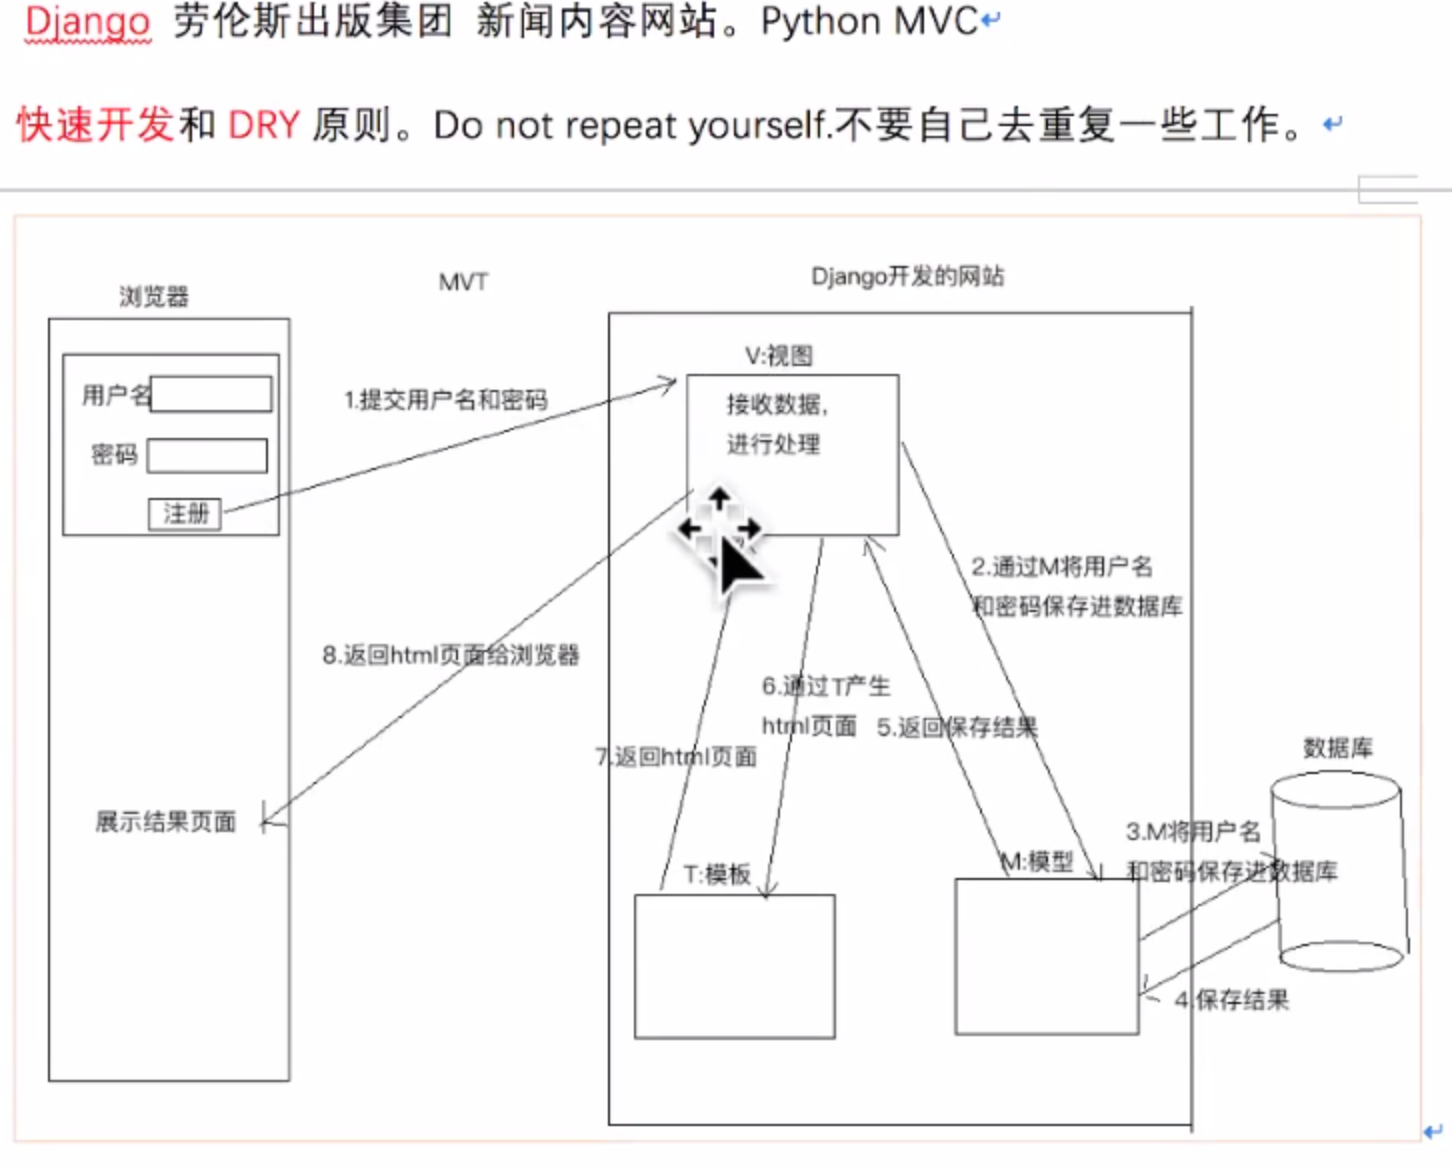 Django 劳伦斯出版集团 新闻内容网站。Python MVC
快速开发和 DRY 原则。Do not repeat yourself.不要自己去重复一些工作。
浏览器
MVT
Django开发的网站
用户名
密码
注册
1.提交用户名和密码
V:视图
接收数据,
进行处理
2.通过M将用户名
和密码保存进数据库
8.返回html页面给浏览器
6.通过T产生
html页面
5.返回保存结果
7.返回html页面
数据库
展示结果页面
3.M将用户名
和密码保存进数据库
T:模板
M:模型
4.保存结果